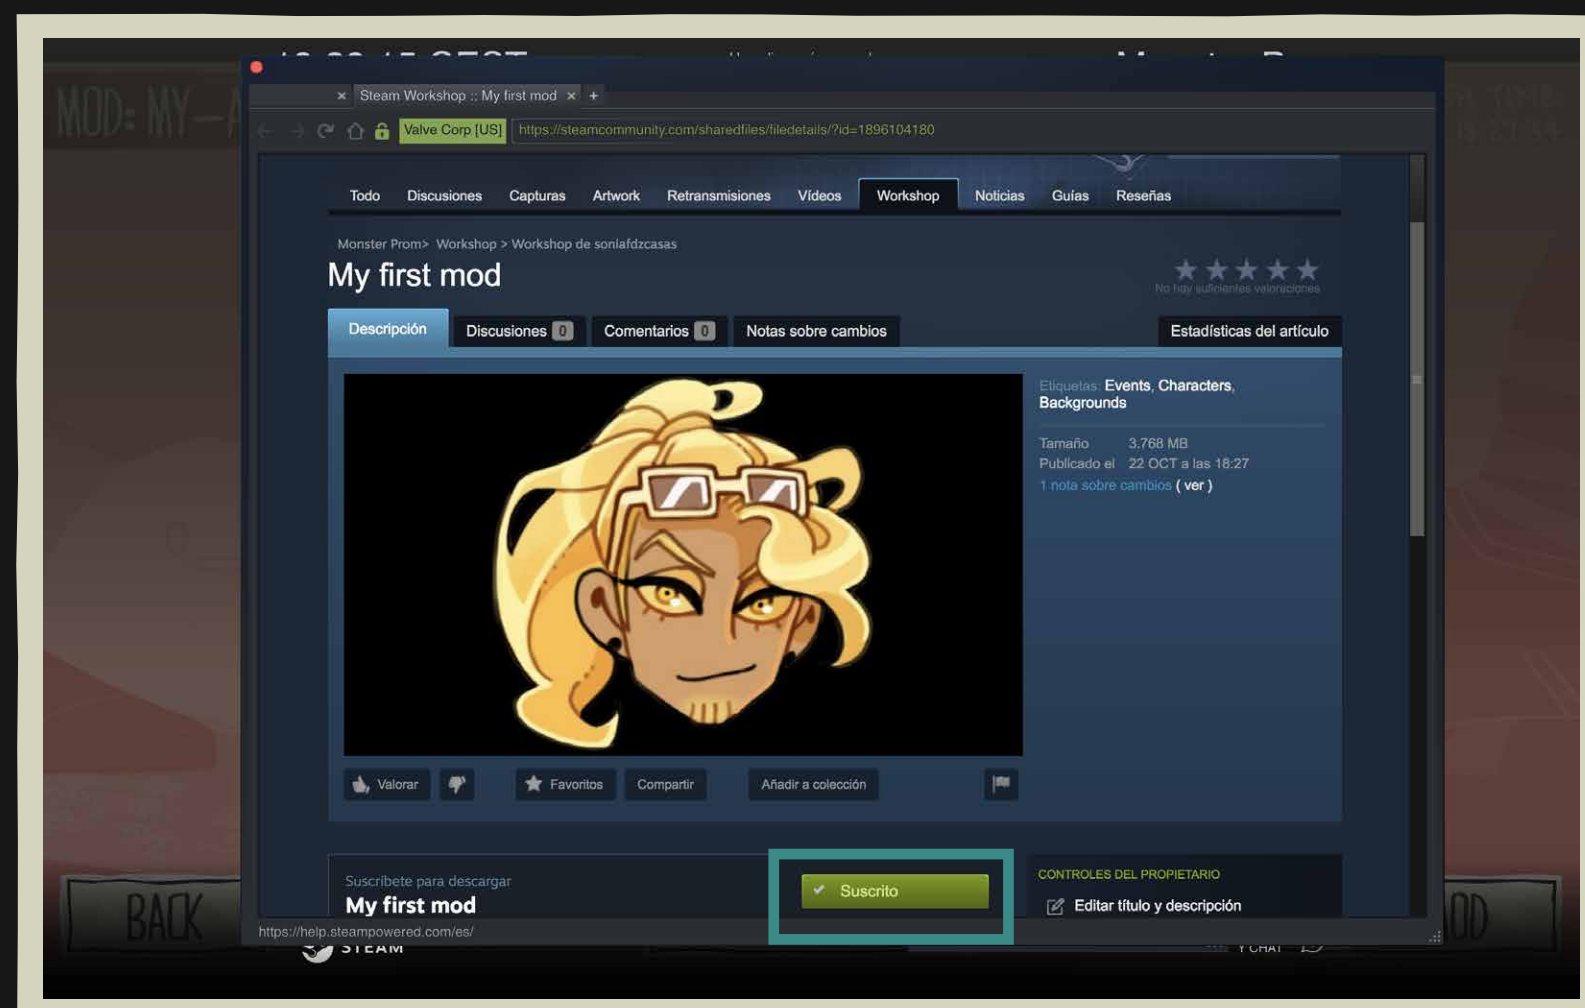 MOD: MY-A
× Steam Workshop :: My first mod × +
Valve Corp [US] https://steamcommunity.com/sharedfiles/filedetails/?id=1896104180
Todo Discusiones Capturas Artwork Retransmisiones Vídeos Workshop Noticias Guías Reseñas
Monster Prom> Workshop > Workshop de soniafdzcasas
My first mod
No hay suficientes valoraciones
Descripción Discusiones 0 Comentarios 0 Notas sobre cambios Estadísticas del artículo
Etiquetas: Events, Characters,
Backgrounds
Tamaño 3.768 MB
Publicado el 22 OCT a las 18:27
1 nota sobre cambios ( ver )
Valorar Favoritos Compartir Añadir a colección
Suscríbete para descargar
My first mod
Suscrito
CONTROLES DEL PROPIETARIO
Editar título y descripción
BACK
https://help.steampowered.com/es/
STEAM
Y CHAT